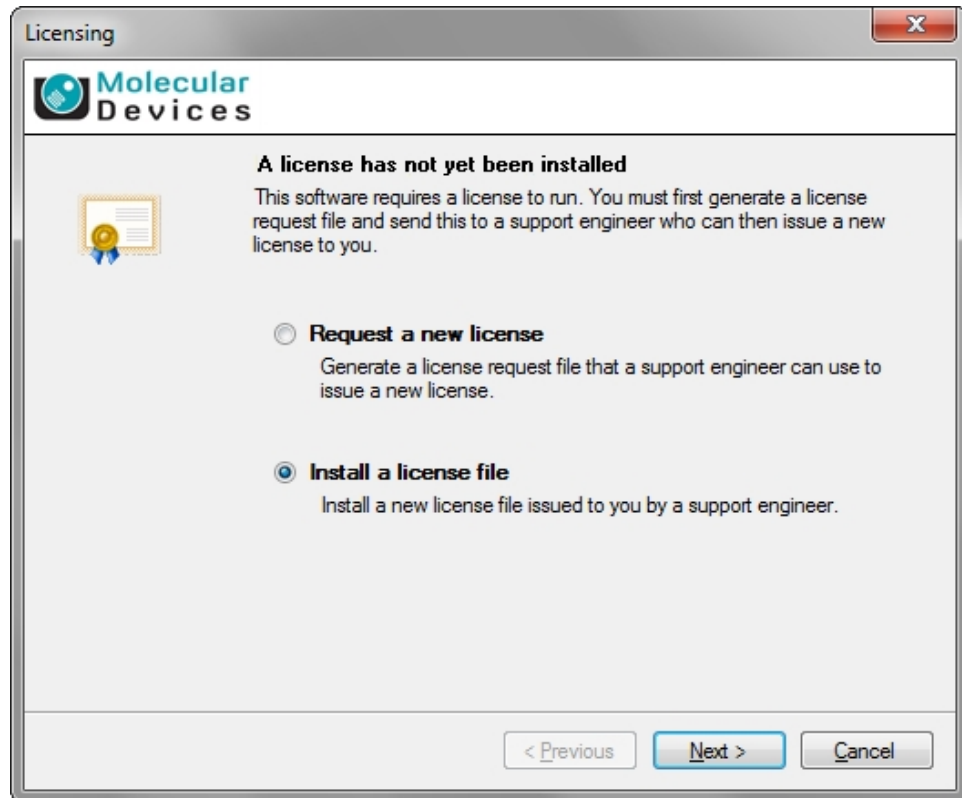 Licensing
Molecular
Devices
A license has not yet been installed
This software requires a license to run. You must first generate a license
request file and send this to a support engineer who can then issue a new
license to you.
Request a new license
Generate a license request file that a support engineer can use to
issue a new license.
Install a license file
Install a new license file issued to you by a support engineer.
< Previous
Next >
Cancel